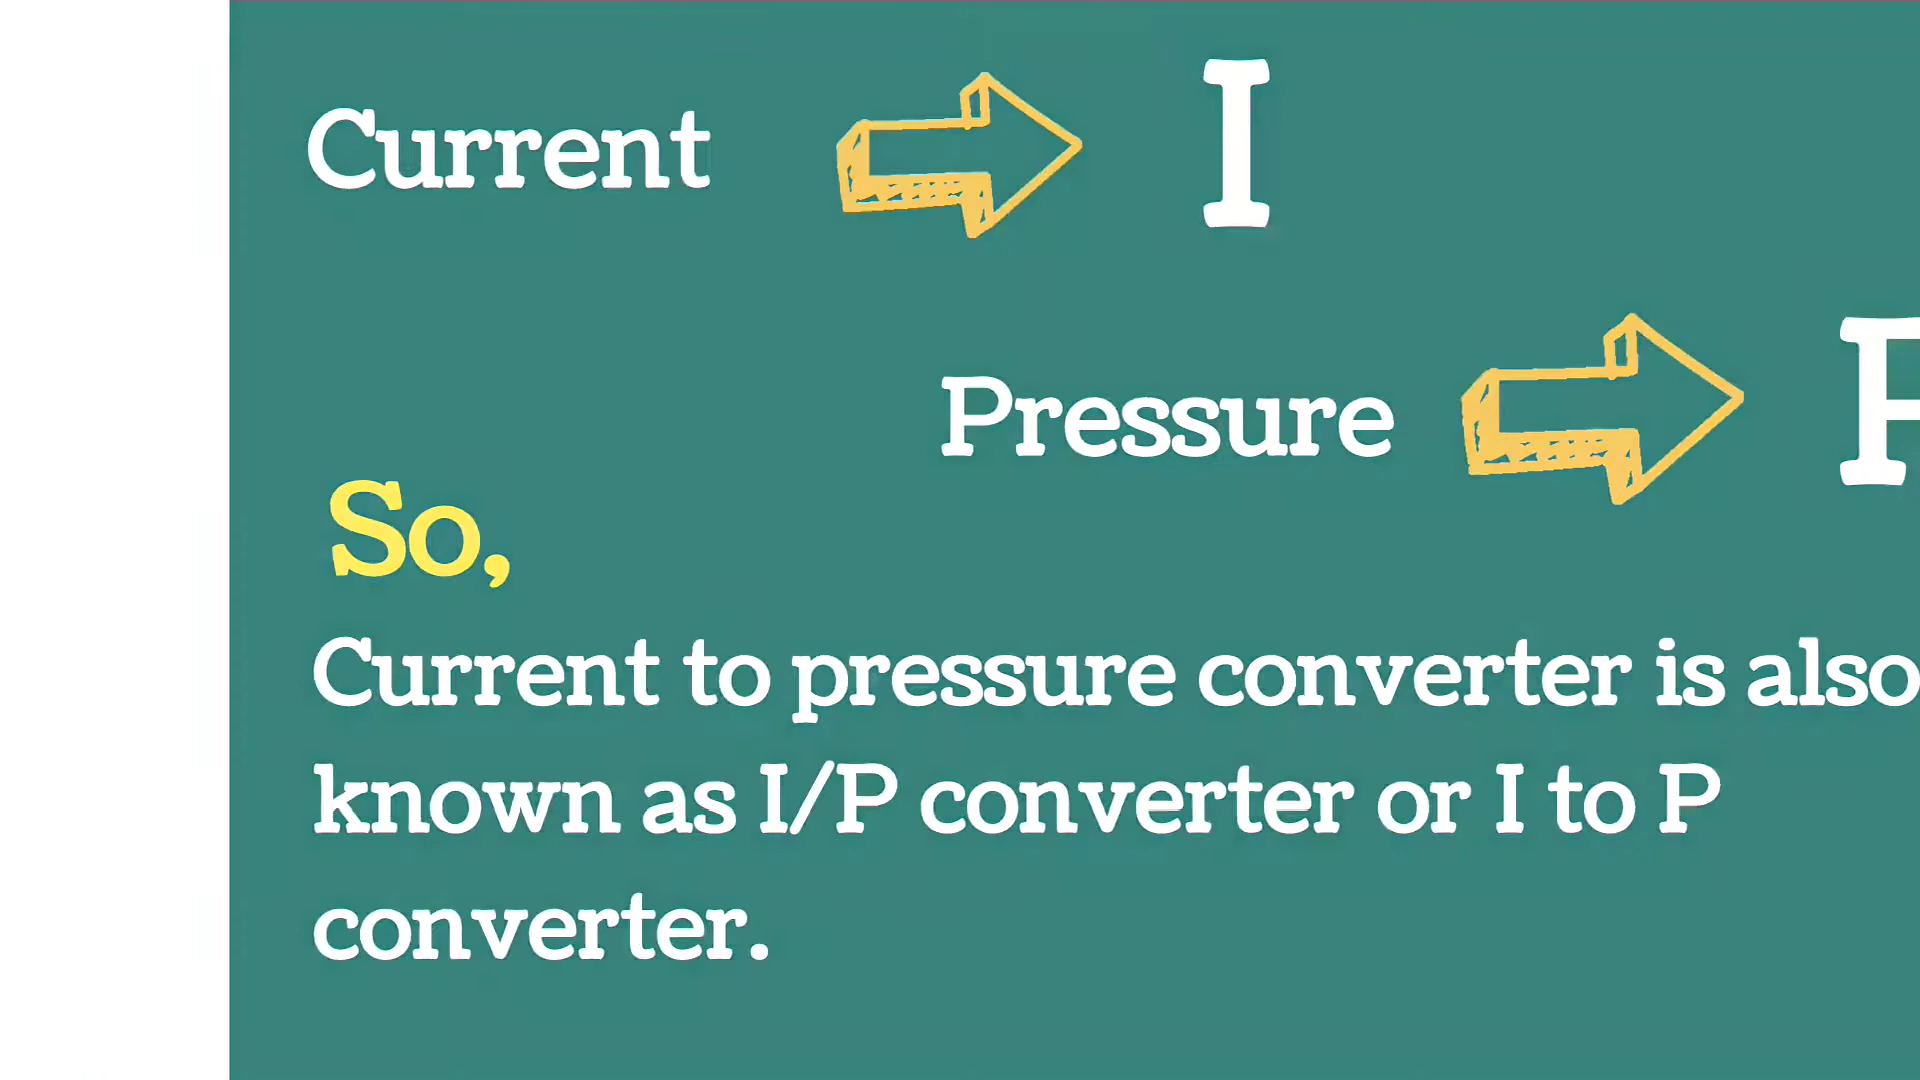 Current I
Pressure P
So,
Current to pressure converter is also
known as I/P converter or I to P
converter.